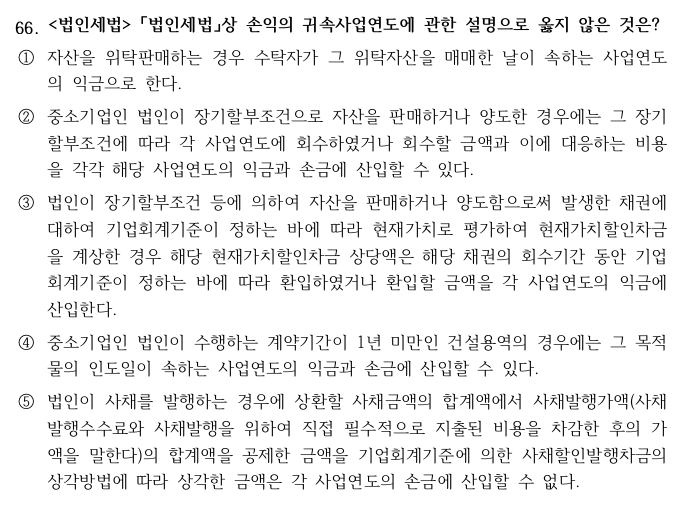 66. <법인세법> 「법인세법」상 손익의 귀속사업연도에 관한 설명으로 옳지 않은 것은?
① 자산을 위탁판매하는 경우 수탁자가 그 위탁자산을 매매한 날이 속하는 사업연도
의 익금으로 한다.
② 중소기업인 법인이 장기할부조건으로 자산을 판매하거나 양도한 경우에는 그 장기
할부조건에 따라 각 사업연도에 회수하였거나 회수할 금액과 이에 대응하는 비용
을 각각 해당 사업연도의 익금과 손금에 산입할 수 있다.
③ 법인이 장기할부조건 등에 의하여 자산을 판매하거나 양도함으로써 발생한 채권에
대하여 기업회계기준이 정하는 바에 따라 현재가치로 평가하여 현재가치할인차금
을 계상한 경우 해당 현재가치할인차금 상당액은 해당 채권의 회수기간 동안 기업
회계기준이 정하는 바에 따라 환입하였거나 환입할 금액을 각 사업연도의 익금에
산입한다.
④ 중소기업인 법인이 수행하는 계약기간이 1년 미만인 건설용역의 경우에는 그 목적
물의 인도일이 속하는 사업연도의 익금과 손금에 산입할 수 있다.
⑤ 법인이 사채를 발행하는 경우에 상환할 사채금액의 합계액에서 사채발행가액(사채
발행수수료와 사채발행을 위하여 직접 필수적으로 지출된 비용을 차감한 후의 가
액을 말한다)의 합계액을 공제한 금액을 기업회계기준에 의한 사채할인발행차금의
상각방법에 따라 상각한 금액은 각 사업연도의 손금에 산입할 수 없다.